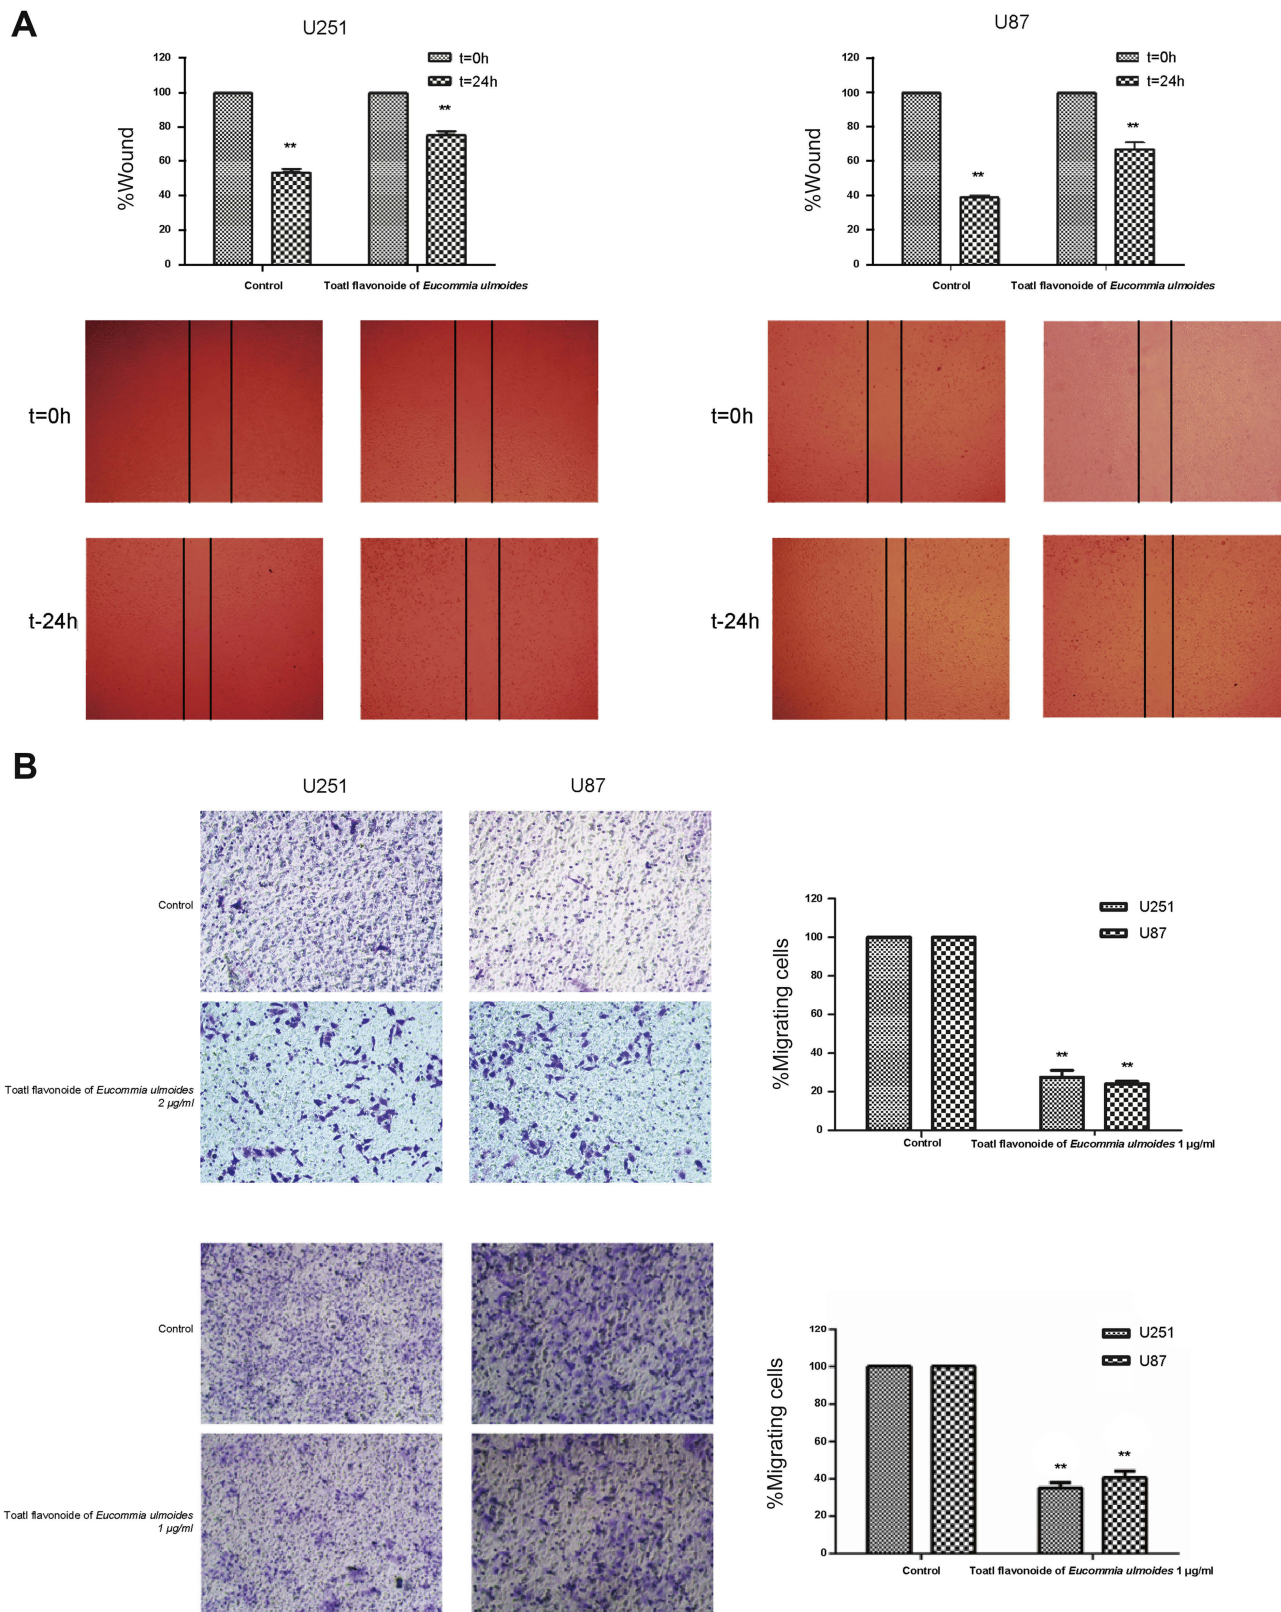 A
U251
120
100
80
60
40
20
0
%Wound
t=0h
t=24h
**
**
Control
Toatl flavonoide of Eucommia ulmoides
U87
120
100
80
60
40
20
0
%Wound
t=0h
t=24h
**
**
Control
Toatl flavonoide of Eucommia ulmoides
t=0h
t=0h
t-24h
t-24h
B
U251
U87
Control
Toatl flavonoide of Eucommia ulmoides
2 µg/ml
120
100
80
60
40
20
0
%Migrating cells
U251
U87
**
**
Control
Toatl flavonoide of Eucommia ulmoides 1 µg/ml
Control
Toatl flavonoide of Eucommia ulmoides
1 µg/ml
120
100
80
60
40
20
0
%Migrating cells
U251
U87
**
**
Control
Toatl flavonoide of Eucommia ulmoides 1 µg/ml